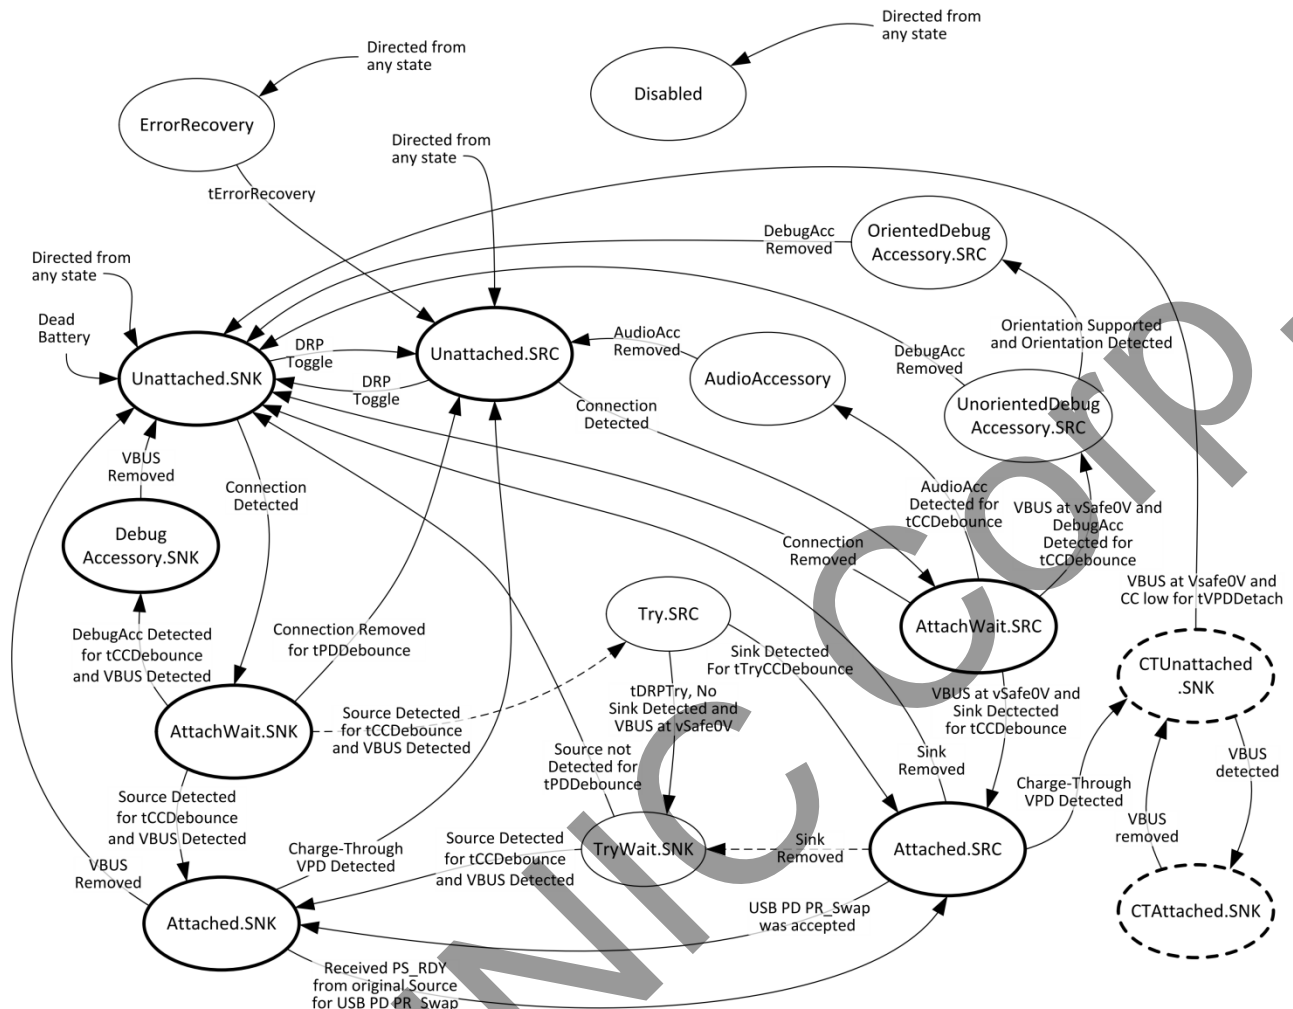 Directed from
any state
Directed from
any state
Disabled
ErrorRecovery
Directed from
any state
tErrorRecovery
OrientedDebug
Accessory.SRC
DebugAcc
Removed
Directed from
any state
Dead
Battery
Unattached.SNK
DRP
Toggle
DRP
Toggle
Unattached.SRC
AudioAcc
Removed
AudioAccessory
Orientation Supported
and Orientation Detected
DebugAcc
Removed
UnorientedDebug
Accessory.SRC
Connection
Detected
VBUS
Removed
Connection
Detected
Debug
Accessory.SNK
AudioAcc
Detected for
tCCDebounce
VBUS at vSafe0V and
DebugAcc
Detected for
tCCDebounce
Connection
Removed
VBUS at Vsafe0V and
CC low for tVPDDetach
Try.SRC
AttachWait.SRC
DebugAcc Detected
for tCCDebounce
and VBUS Detected
Connection Removed
for tPDDebounce
Sink Detected
For tTryCCDebounce
CTUnattached
.SNK
tDRPTry, No
Sink Detected and
VBUS at vSafe0V
VBUS at vSafe0V and
Sink Dectected
for tCCDebounce
AttachWait.SNK
Source Detected
for tCCDebounce
and VBUS Detected
Source not
Detected for
tPDDebounce
Sink
Removed
Charge-Through
VPD Detected
VBUS
detected
Source Detected
for tCCDebounce
and VBUS Detected
VBUS
removed
VBUS
Removed
Charge-Through
VPD Detected
Source Detected
for tCCDebounce
and VBUS Detected
TryWait.SNK
Sink
Removed
Attached.SRC
Attached.SNK
USB PD PR_Swap
was accepted
CTAttached.SNK
Received PS_RDY
from original Source
for USB PD PR_Swap
NIC Corp.